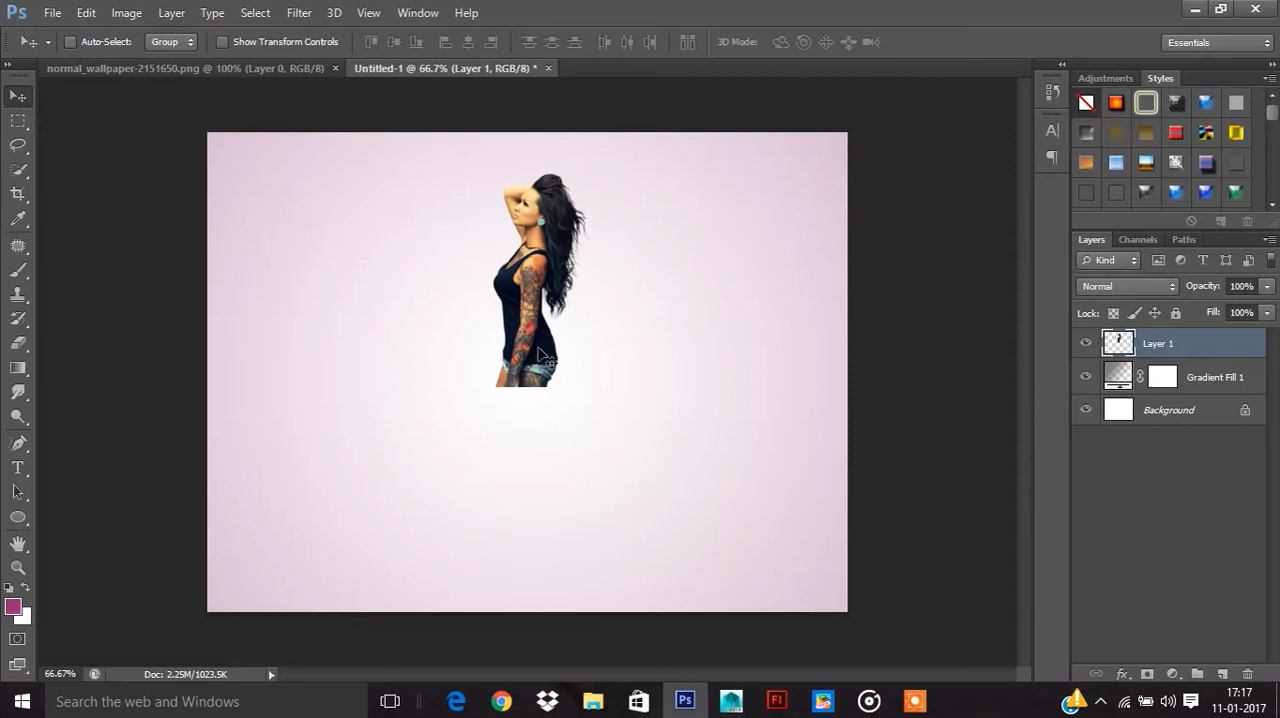 Ps File Edit Image Layer Type Select Filter 3D View Window Help
Auto-Select: Group Show Transform Controls 3D Mode: Essentials
normal_wallpaper-2151650.png @ 100% (Layer 0, RGB/8) × Untitled-1 @ 66.7% (Layer 1, RGB/8) * ×
Adjustments Styles
Layers Channels Paths
Kind
Normal Opacity: 100%
Lock: Fill: 100%
Layer 1
Gradient Fill 1
Background
66.67% Doc: 2.25M/1023.5K
Search the web and Windows
17:17
11-01-2017